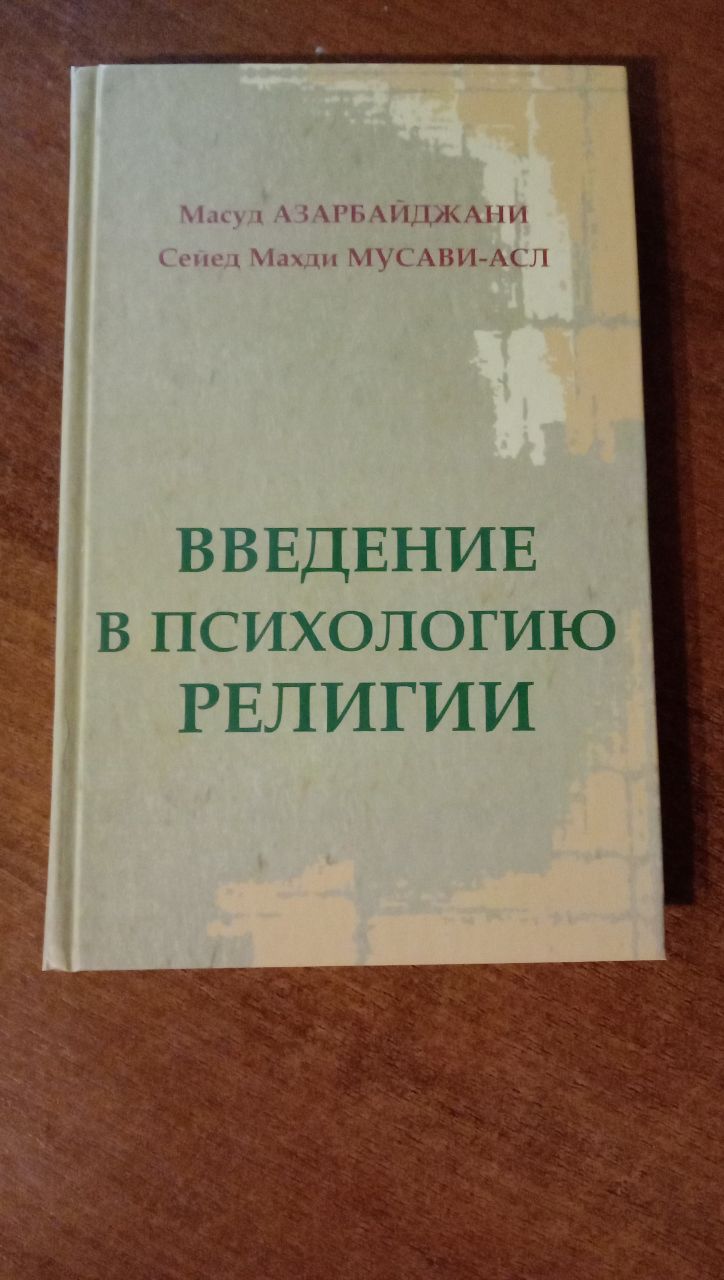 Масуд АЗАРБАЙДЖАНИ
Сейед Махди МУСАВИ-АСЛ
ВВЕДЕНИЕ
В ПСИХОЛОГИЮ
РЕЛИГИИ